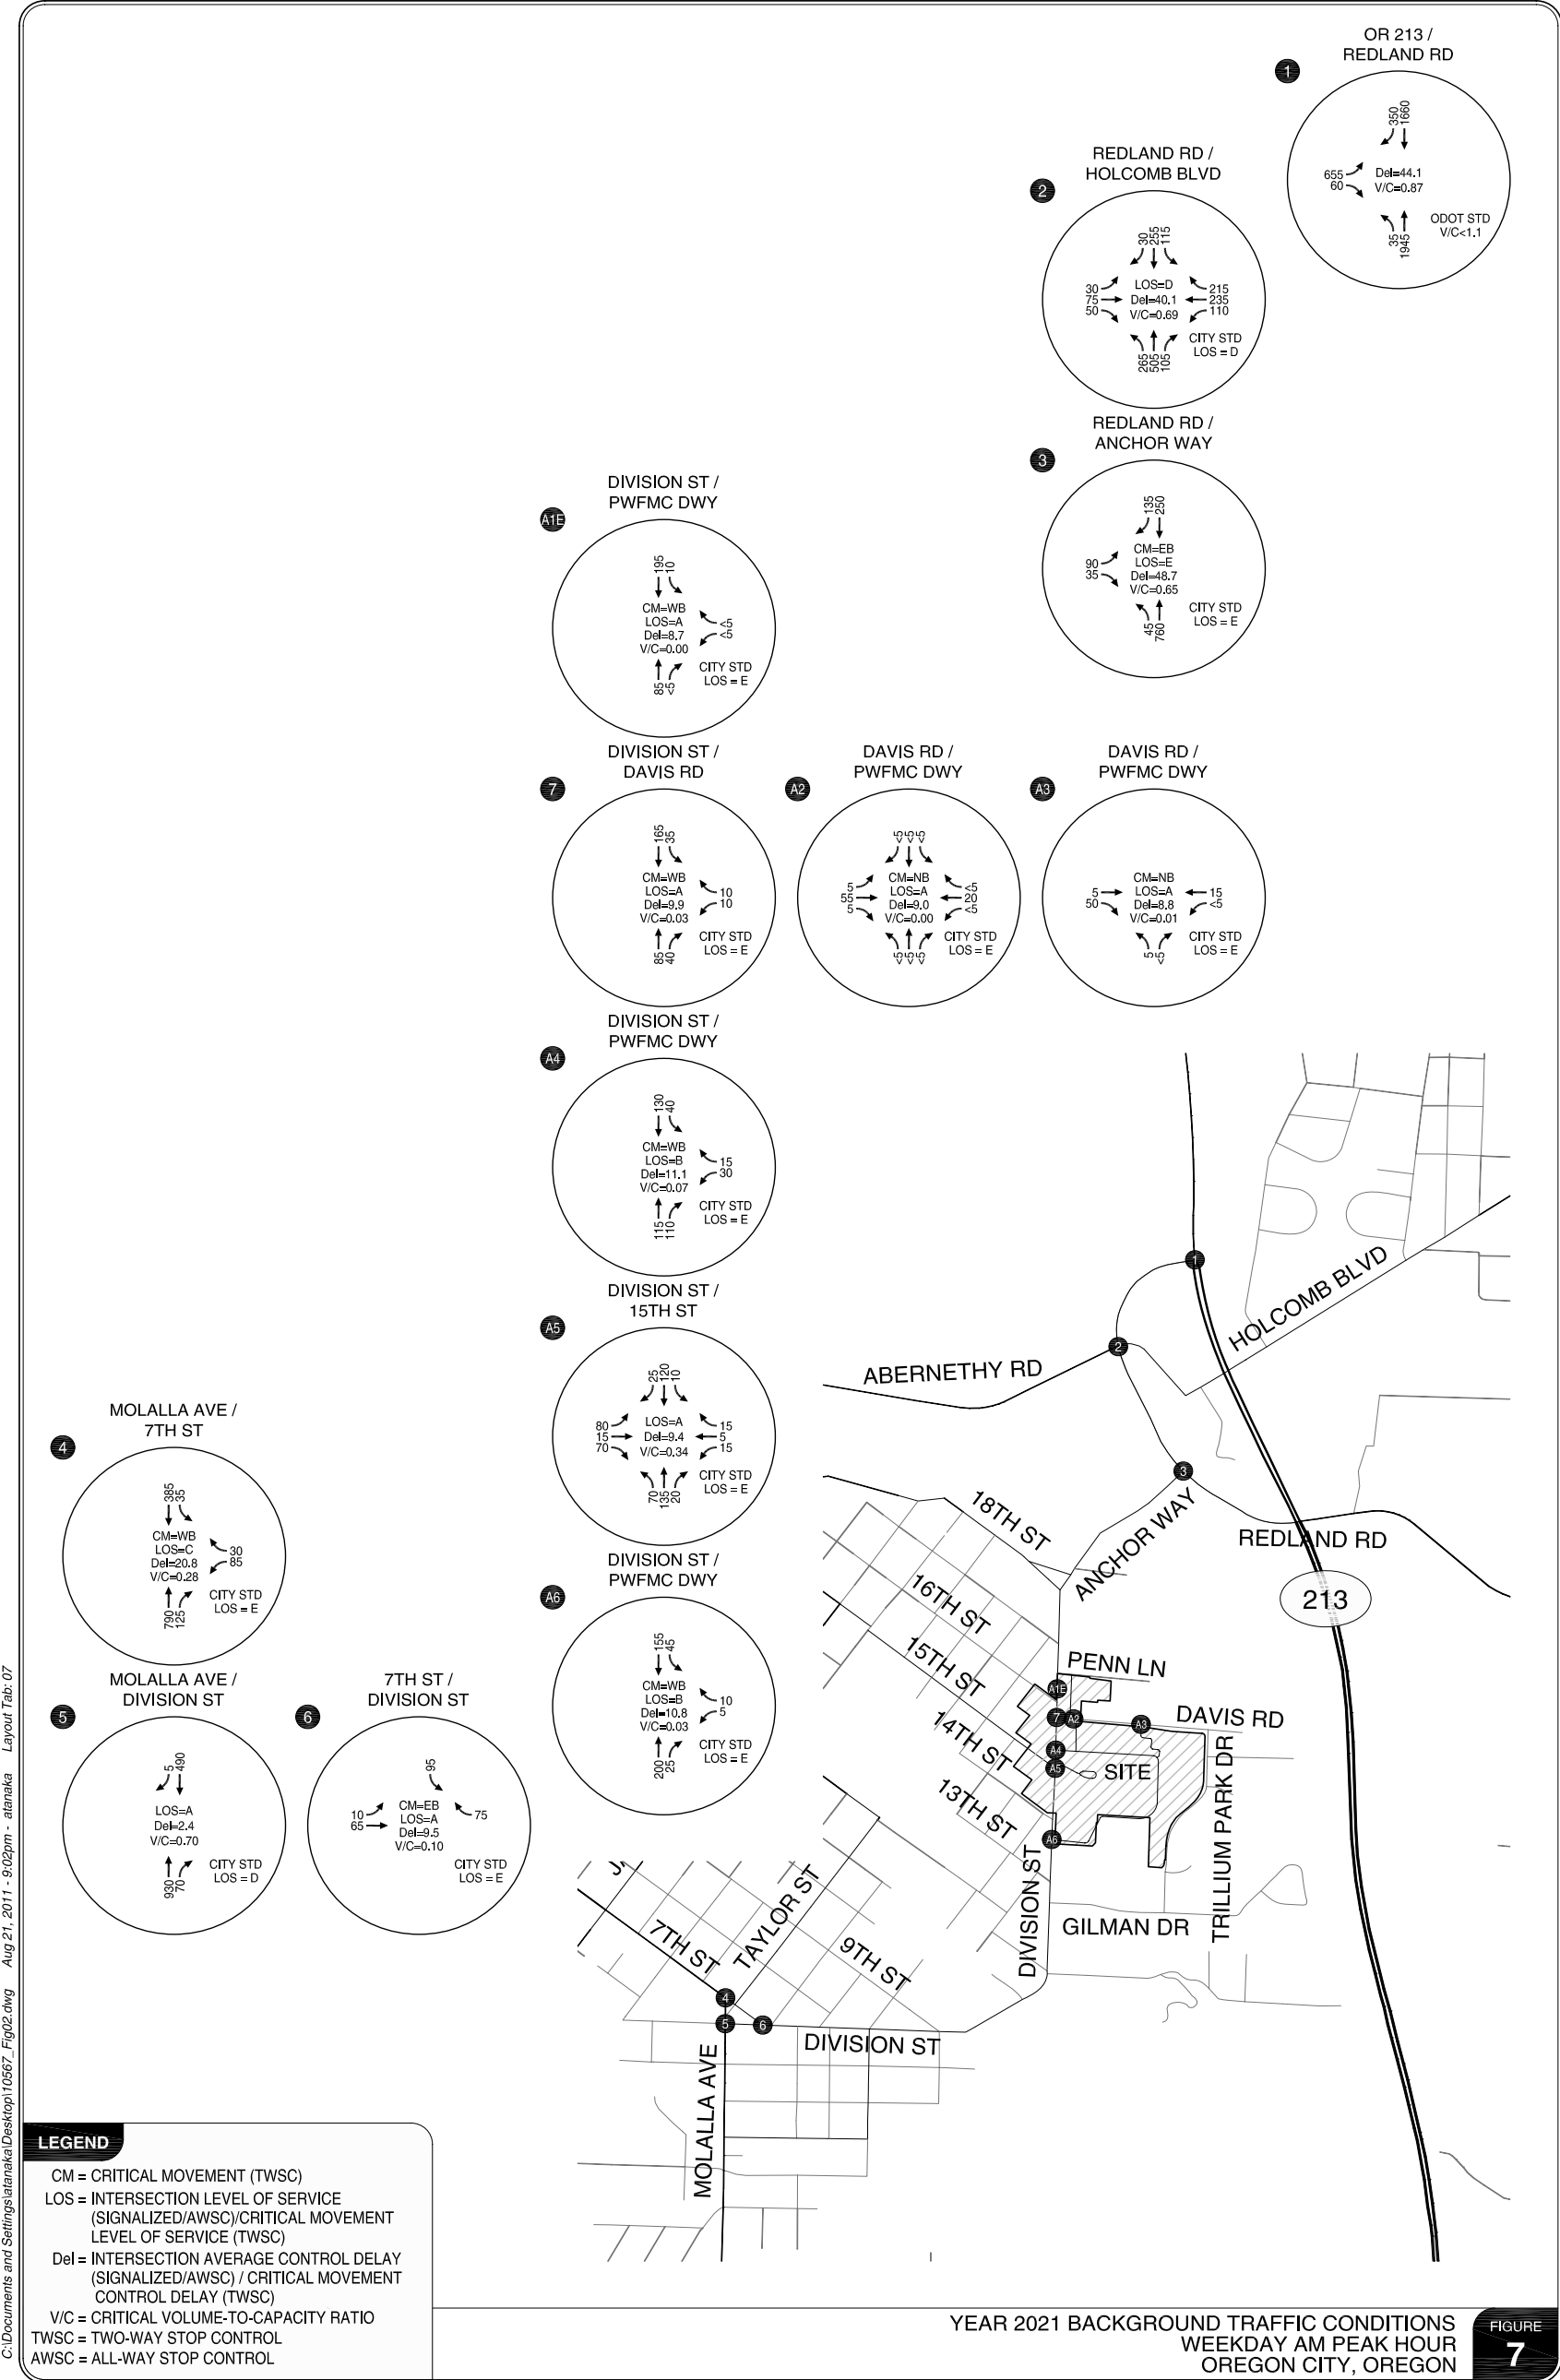 OR 213 /
REDLAND RD
1
350
1660
655
60
Del=44.1
V/C=0.87
35
1945
ODOT STD
V/C<1.1
REDLAND RD /
HOLCOMB BLVD
2
30
255
115
30
75
50
LOS=D
Del=40.1
V/C=0.69
215
235
110
265
505
105
CITY STD
LOS = D
REDLAND RD /
ANCHOR WAY
3
135
250
90
35
CM=EB
LOS=E
Del=48.7
V/C=0.65
45
760
CITY STD
LOS = E
DIVISION ST /
PWFMC DWY
A1E
195
10
CM=WB
LOS=A
Del=8.7
V/C=0.00
<5
<5
85
<5
CITY STD
LOS = E
DIVISION ST /
DAVIS RD
7
165
35
CM=WB
LOS=A
Del=9.9
V/C=0.03
10
10
85
40
CITY STD
LOS = E
DAVIS RD /
PWFMC DWY
A2
<5
<5
<5
5
55
5
CM=NB
LOS=A
Del=9.0
V/C=0.00
<5
20
<5
<5
<5
<5
CITY STD
LOS = E
DAVIS RD /
PWFMC DWY
A3
5
50
CM=NB
LOS=A
Del=8.8
V/C=0.01
15
<5
5
<5
CITY STD
LOS = E
DIVISION ST /
PWFMC DWY
A4
130
40
CM=WB
LOS=B
Del=11.1
V/C=0.07
15
30
115
110
CITY STD
LOS = E
DIVISION ST /
15TH ST
A5
25
120
10
80
15
70
LOS=A
Del=9.4
V/C=0.34
15
5
15
70
135
20
CITY STD
LOS = E
MOLALLA AVE /
7TH ST
4
385
35
CM=WB
LOS=C
Del=20.8
V/C=0.28
30
85
790
125
CITY STD
LOS = E
DIVISION ST /
PWFMC DWY
A6
155
45
CM=WB
LOS=B
Del=10.8
V/C=0.03
10
5
200
25
CITY STD
LOS = E
MOLALLA AVE /
DIVISION ST
5
5
490
LOS=A
Del=2.4
V/C=0.70
930
70
CITY STD
LOS = D
7TH ST /
DIVISION ST
6
95
10
65
CM=EB
LOS=A
Del=9.5
V/C=0.10
75
CITY STD
LOS = E
1
HOLCOMB BLVD
2
ABERNETHY RD
3
18TH ST
ANCHOR WAY
REDLAND RD
213
16TH ST
15TH ST
PENN LN
A1E
7
A2
A3
DAVIS RD
14TH ST
A4
A5
SITE
13TH ST
A6
TRILLIUM PARK DR
DIVISION ST
GILMAN DR
TAYLOR ST
7TH ST
9TH ST
4
5
6
DIVISION ST
MOLALLA AVE
LEGEND
CM = CRITICAL MOVEMENT (TWSC)
LOS = INTERSECTION LEVEL OF SERVICE
(SIGNALIZED/AWSC)/CRITICAL MOVEMENT
LEVEL OF SERVICE (TWSC)
Del = INTERSECTION AVERAGE CONTROL DELAY
(SIGNALIZED/AWSC) / CRITICAL MOVEMENT
CONTROL DELAY (TWSC)
V/C = CRITICAL VOLUME-TO-CAPACITY RATIO
TWSC = TWO-WAY STOP CONTROL
AWSC = ALL-WAY STOP CONTROL
YEAR 2021 BACKGROUND TRAFFIC CONDITIONS
WEEKDAY AM PEAK HOUR
OREGON CITY, OREGON
FIGURE
7
C:\Documents and Settings\atanaka\Desktop\10567_Fig02.dwg Aug 21, 2011 - 9:02pm - atanaka Layout Tab: 07